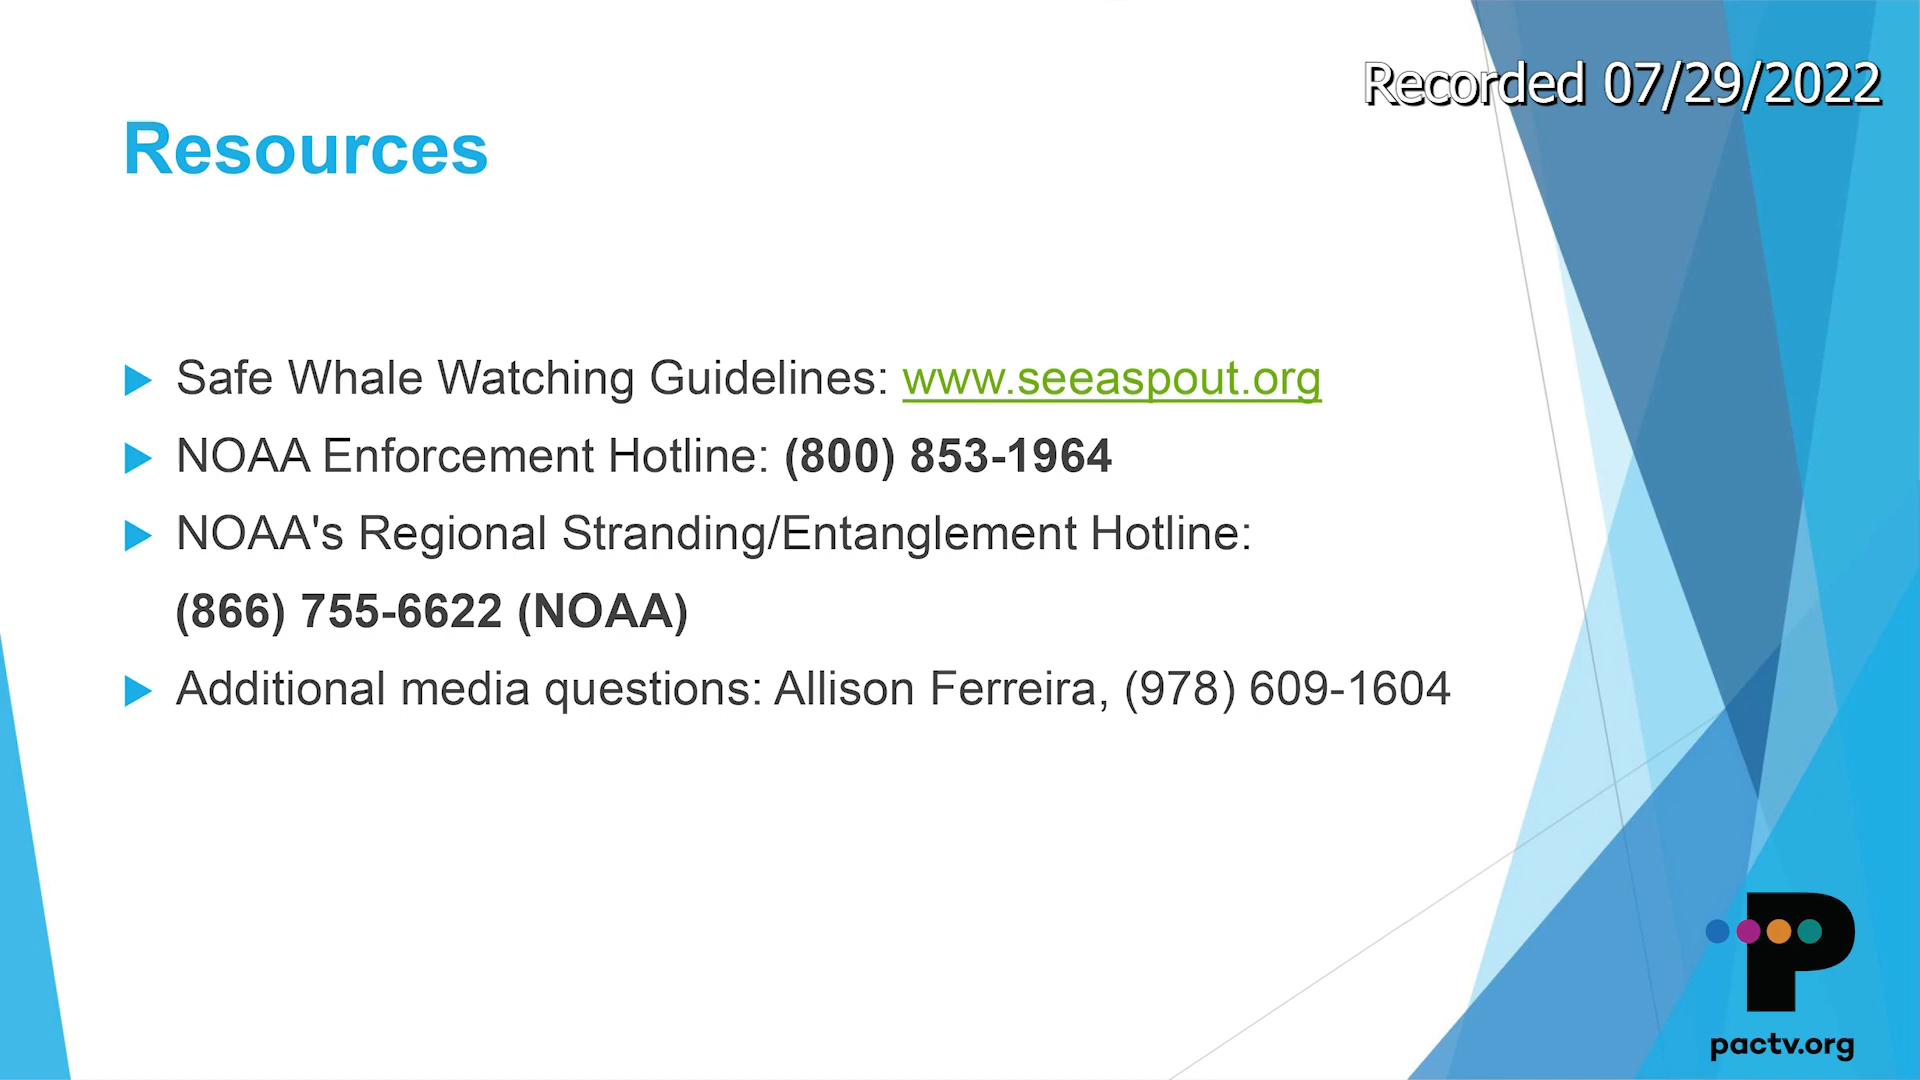 Recorded 07/29/2022
Resources
Safe Whale Watching Guidelines: www.seeaspout.org
NOAA Enforcement Hotline: (800) 853-1964
NOAA's Regional Stranding/Entanglement Hotline:
(866) 755-6622 (NOAA)
Additional media questions: Allison Ferreira, (978) 609-1604
P
pactv.org